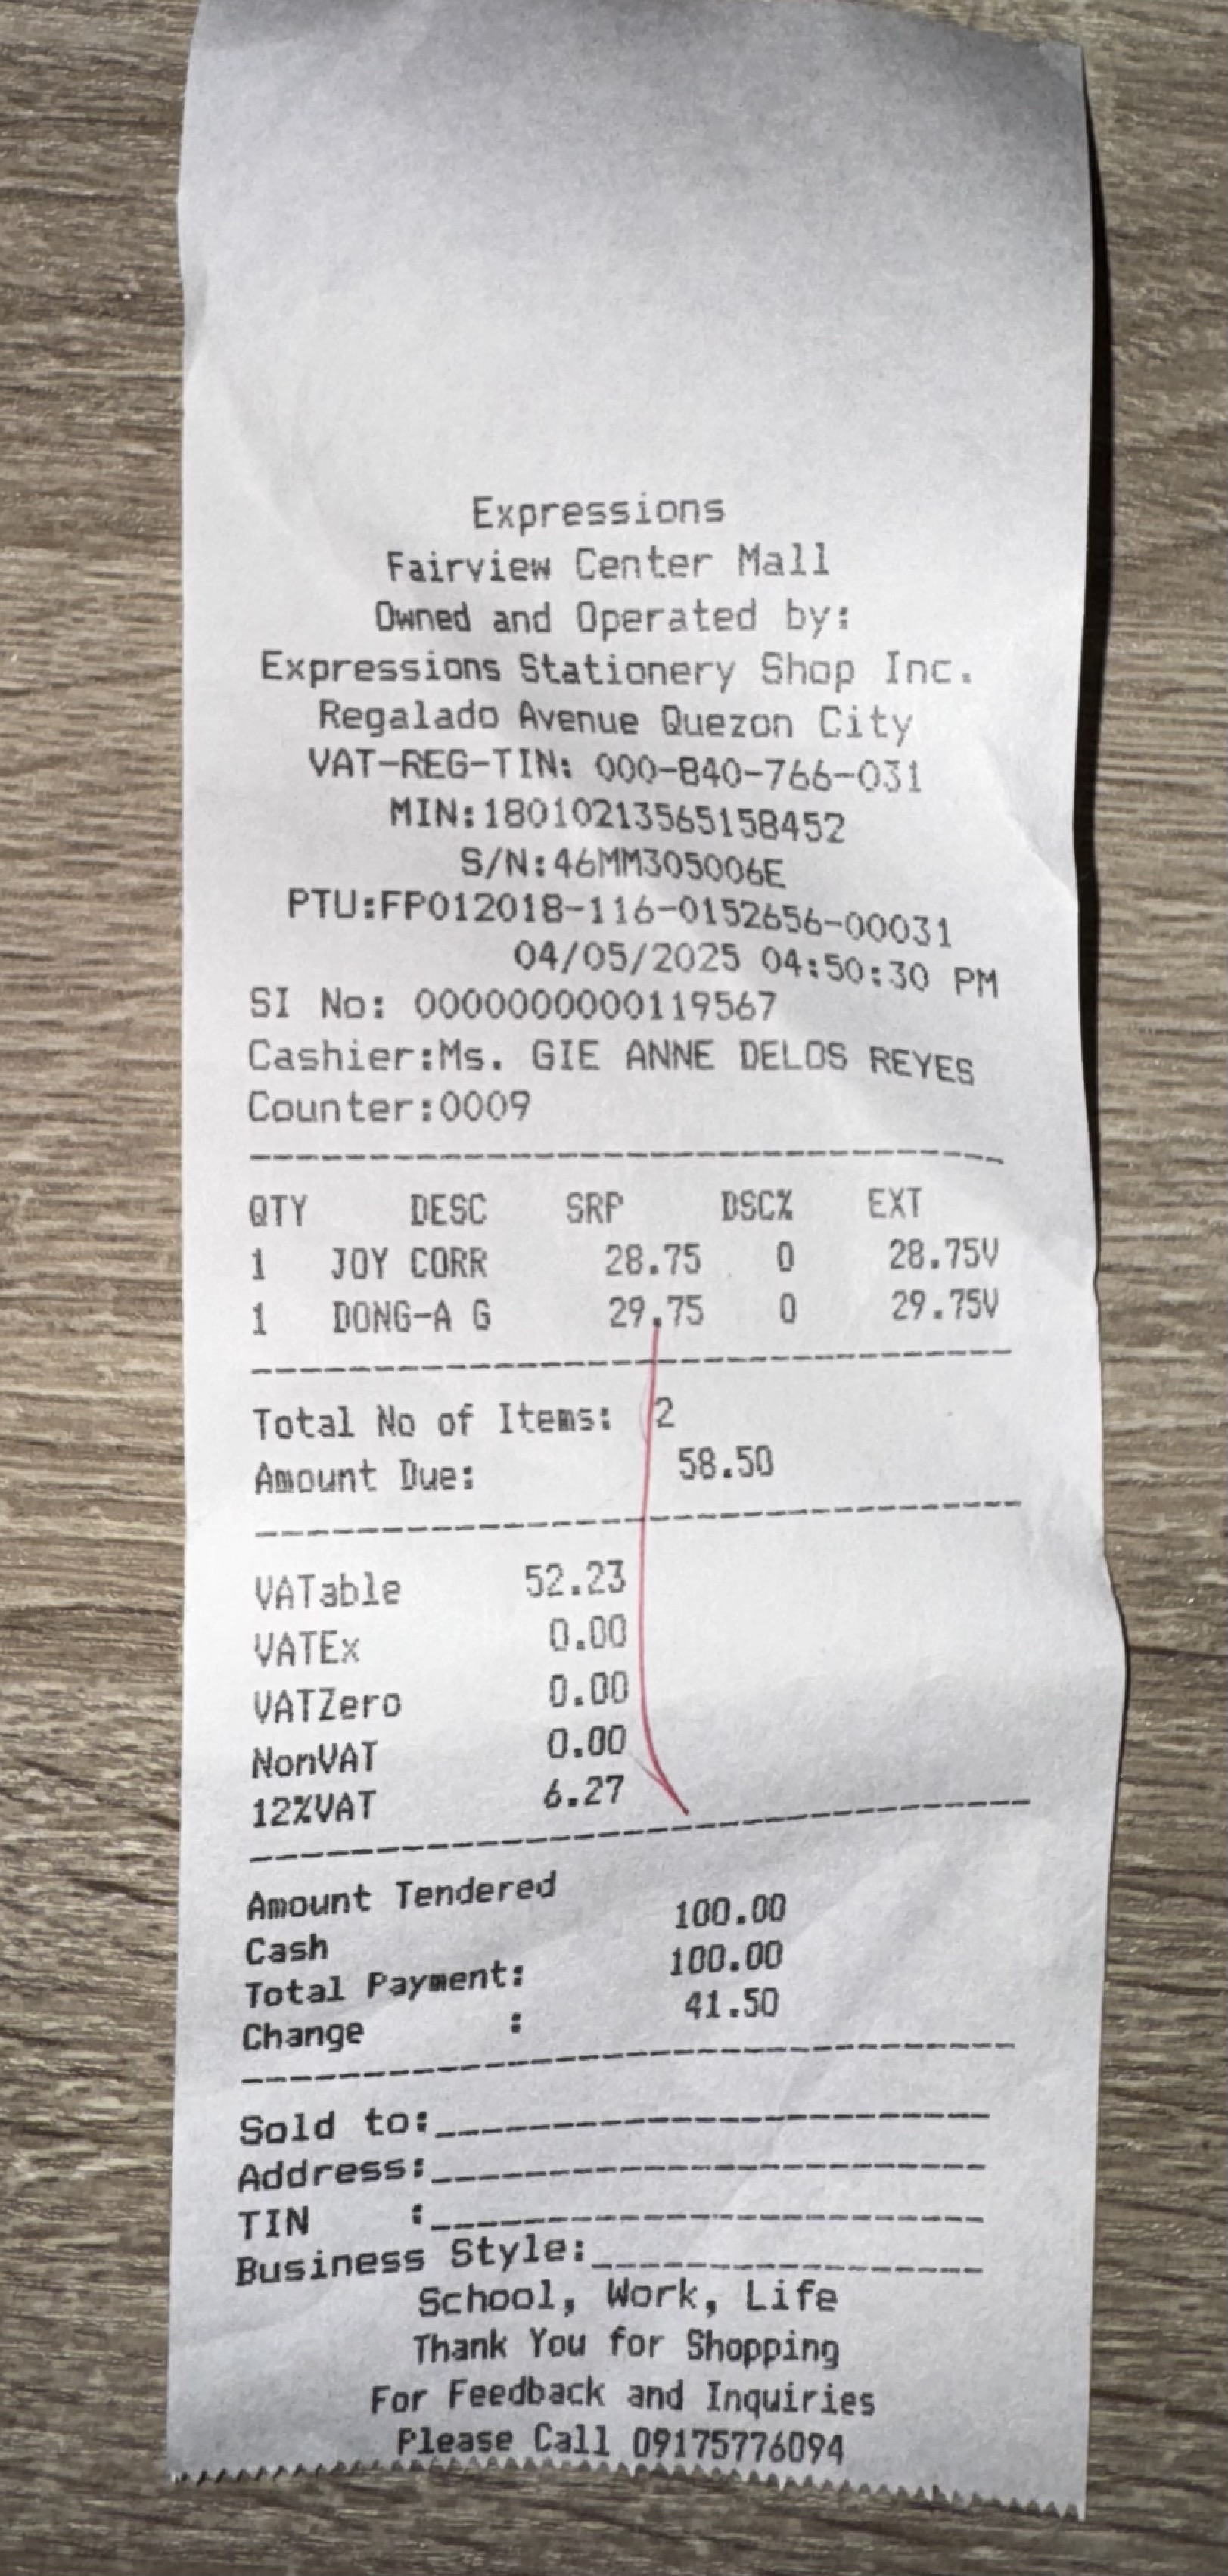 Expressions
Fairview Center Mall
Owned and Operated by:
Expressions Stationery Shop Inc.
Regalado Avenue Quezon City
VAT-REG-TIN: 000-840-766-031
MIN:18010213565158452
S/N:46MM305006E
PTU:FP012018-116-0152656-00031
04/05/2025 04:50:30 PM
SI No: 0000000000119567
Cashier:Ms. GIE ANNE DELOS REYES
Counter:0009
QTY DESC SRP DSC% EXT
1 JOY CORR 28.75 0 28.75V
1 DONG-A G 29.75 0 29.75V
Total No of Items: 2
Amount Due: 58.50
VATable 52.23
VATEx 0.00
VATZero 0.00
NonVAT 0.00
12%VAT 6.27
Amount Tendered
Cash 100.00
Total Payment: 100.00
Change : 41.50
Sold to:
Address:
TIN :
Business Style:
School, Work, Life
Thank You for Shopping
For Feedback and Inquiries
Please Call 09175776094